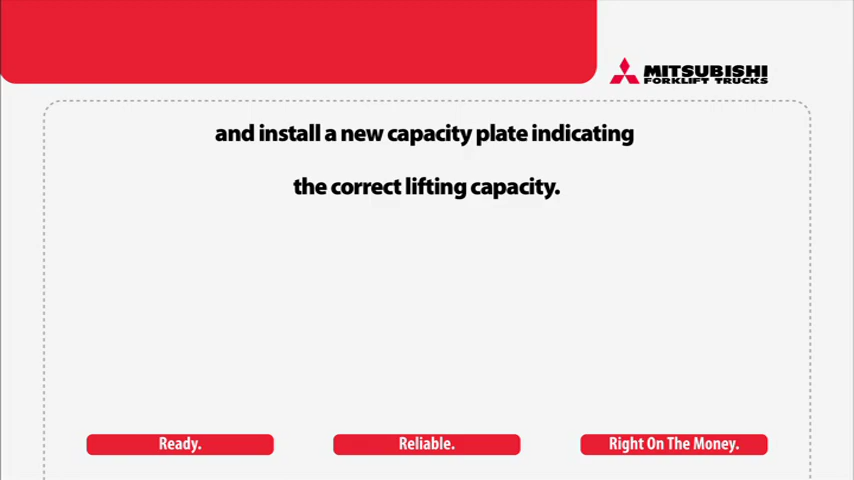 MITSUBISHI
FORKLIFT TRUCKS
and install a new capacity plate indicating
the correct lifting capacity.
Ready.
Reliable.
Right On The Money.